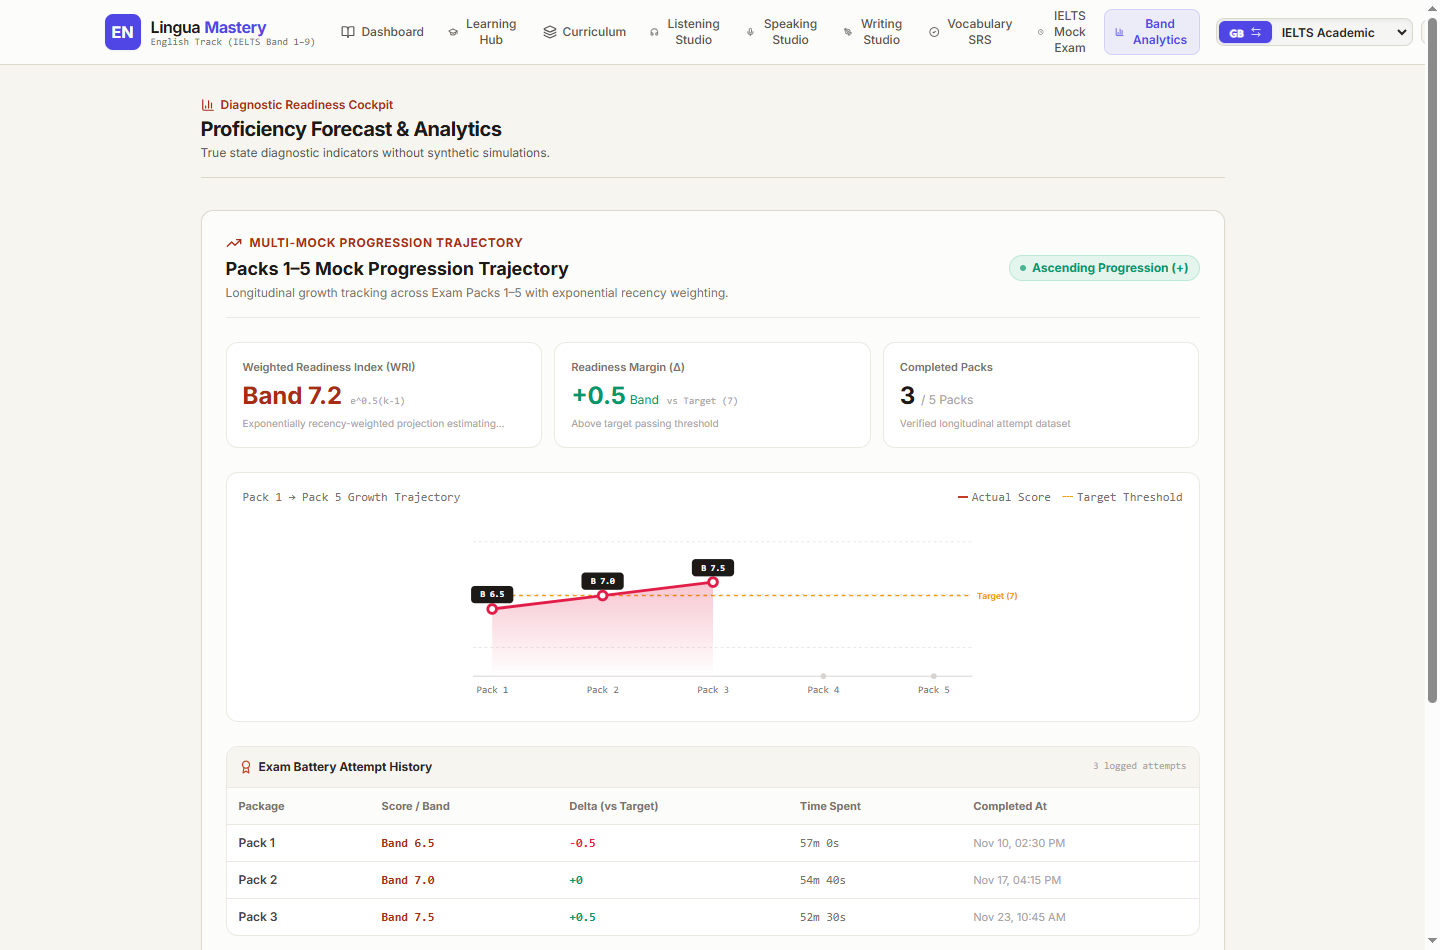 EN
Lingua Mastery
English Track (IELTS Band 1–9)
Dashboard
Learning
Hub
Curriculum
Listening
Studio
Speaking
Studio
Writing
Studio
Vocabulary
SRS
IELTS
Mock
Exam
Band
Analytics
GB
IELTS Academic
Diagnostic Readiness Cockpit
Proficiency Forecast & Analytics
True state diagnostic indicators without synthetic simulations.
MULTI-MOCK PROGRESSION TRAJECTORY
Packs 1–5 Mock Progression Trajectory
Ascending Progression (+)
Longitudinal growth tracking across Exam Packs 1–5 with exponential recency weighting.
Weighted Readiness Index (WRI)
Band 7.2 e^0.5(k-1)
Exponentially recency-weighted projection estimating...
Readiness Margin (Δ)
+0.5 Band vs Target (7)
Above target passing threshold
Completed Packs
3 / 5 Packs
Verified longitudinal attempt dataset
Pack 1 → Pack 5 Growth Trajectory
Actual Score
Target Threshold
B 6.5
B 7.0
B 7.5
Target (7)
Pack 1
Pack 2
Pack 3
Pack 4
Pack 5
Exam Battery Attempt History
3 logged attempts
Package Score / Band Delta (vs Target) Time Spent Completed At
Pack 1 Band 6.5 -0.5 57m 0s Nov 10, 02:30 PM
Pack 2 Band 7.0 +0 54m 40s Nov 17, 04:15 PM
Pack 3 Band 7.5 +0.5 52m 30s Nov 23, 10:45 AM